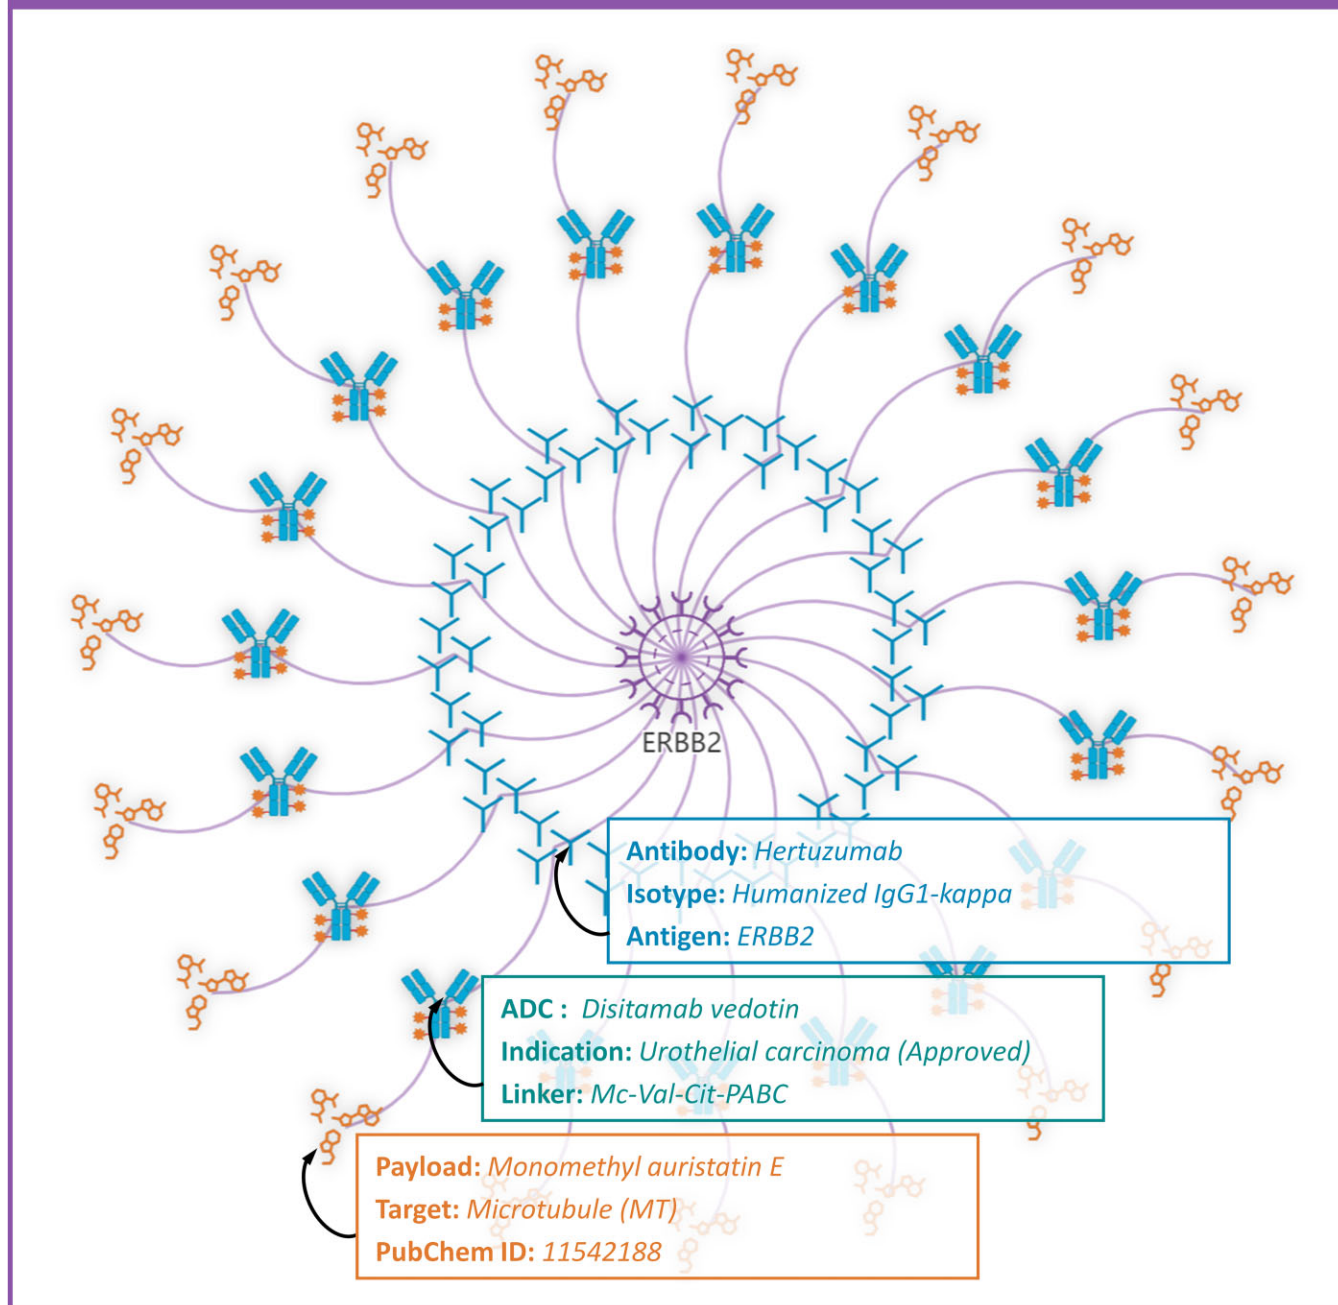 ERBB2
Antibody: Hertuzumab
Isotype: Humanized IgG1-kappa
Antigen: ERBB2
ADC : Disitamab vedotin
Indication: Urothelial carcinoma (Approved)
Linker: Mc-Val-Cit-PABC
Payload: Monomethyl auristatin E
Target: Microtubule (MT)
PubChem ID: 11542188